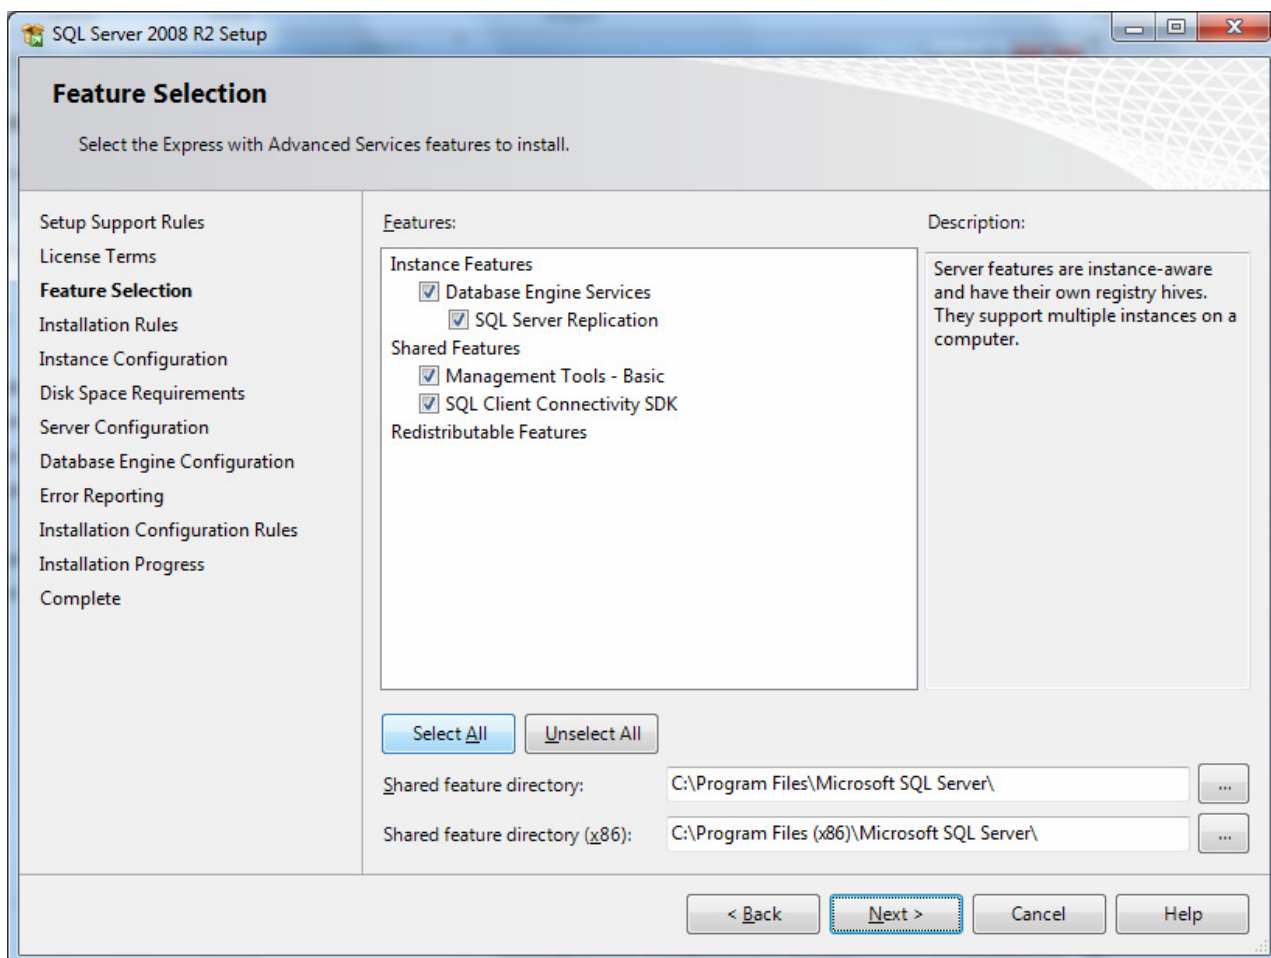 SQL Server 2008 R2 Setup
Feature Selection
Select the Express with Advanced Services features to install.
Setup Support Rules
License Terms
Feature Selection
Installation Rules
Instance Configuration
Disk Space Requirements
Server Configuration
Database Engine Configuration
Error Reporting
Installation Configuration Rules
Installation Progress
Complete
Features:
Instance Features
Database Engine Services
SQL Server Replication
Shared Features
Management Tools - Basic
SQL Client Connectivity SDK
Redistributable Features
Description:
Server features are instance-aware
and have their own registry hives.
They support multiple instances on a
computer.
Select All
Unselect All
Shared feature directory:
C:\Program Files\Microsoft SQL Server\
...
Shared feature directory (x86):
C:\Program Files (x86)\Microsoft SQL Server\
...
< Back
Next >
Cancel
Help